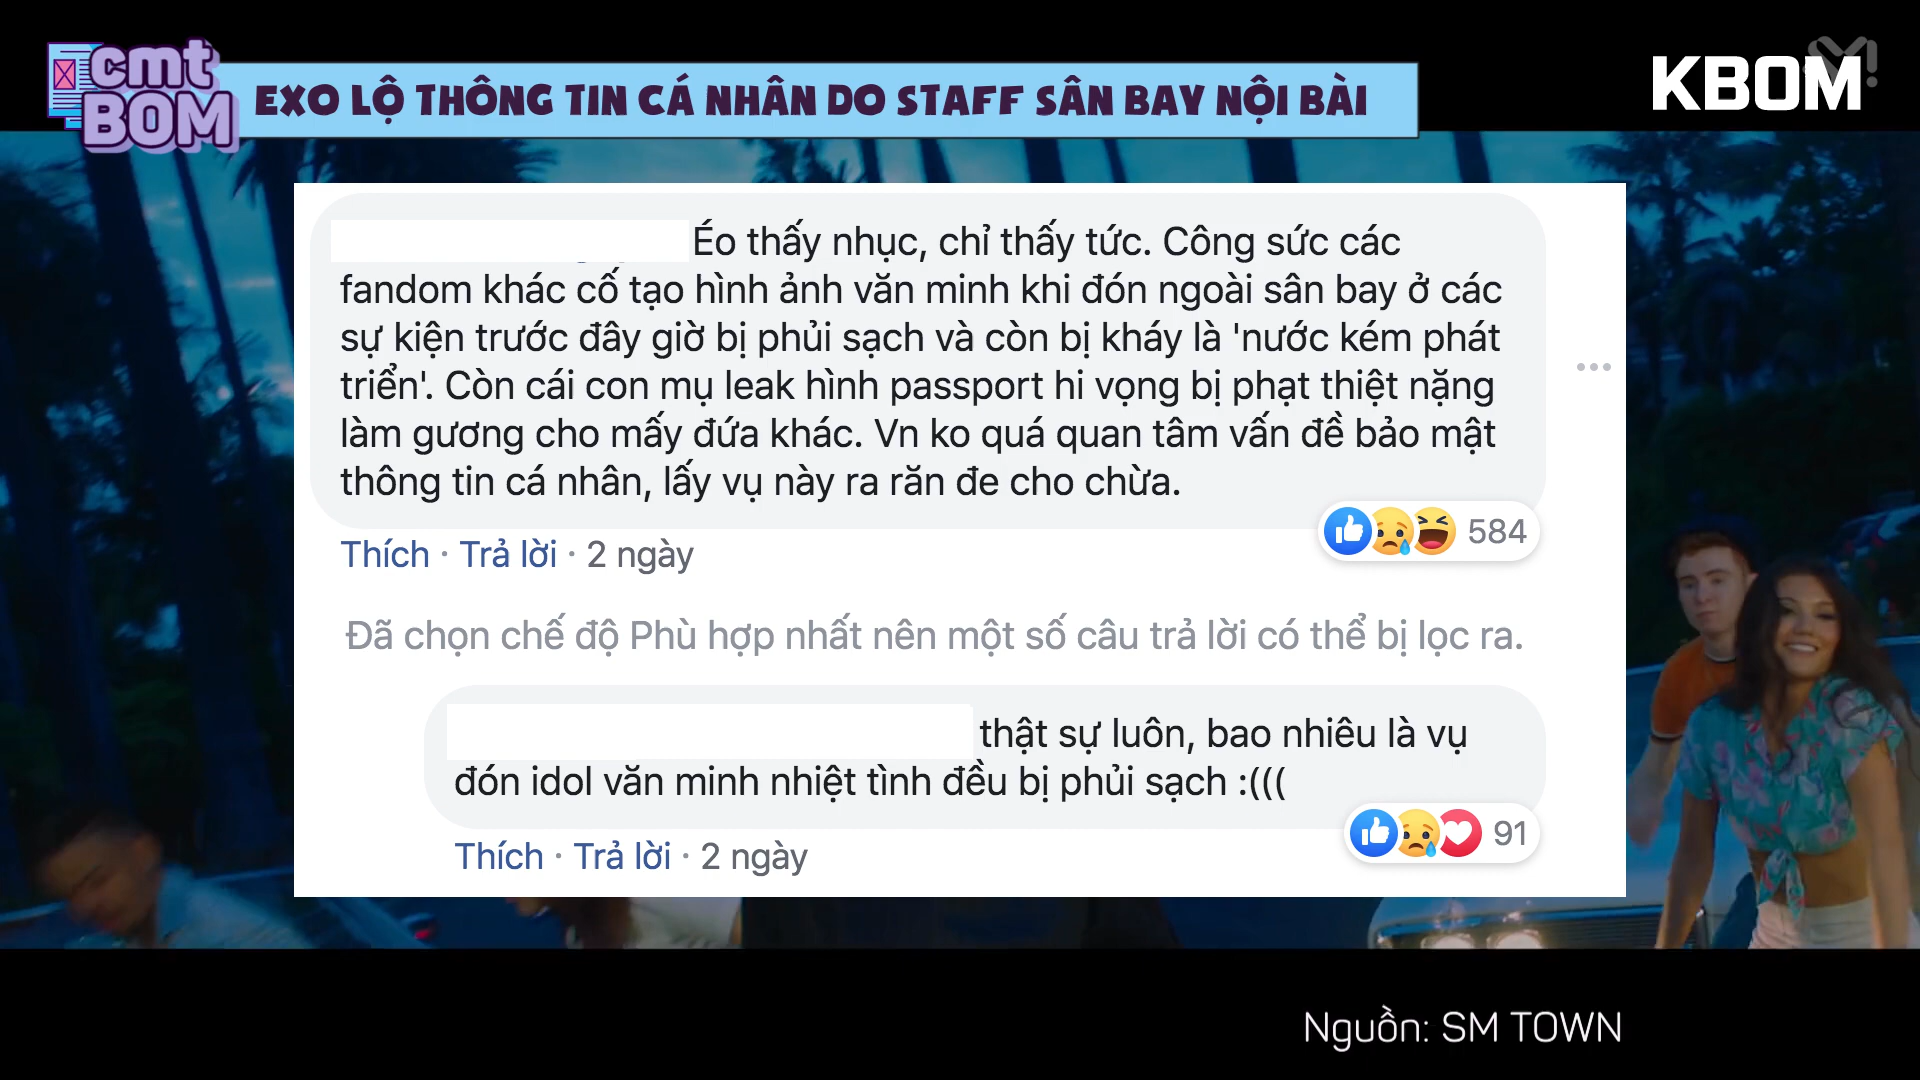 cmt
BOM
EXO LỘ THÔNG TIN CÁ NHÂN DO STAFF SÂN BAY NỘI BÀI
KBOM
Éo thấy nhục, chỉ thấy tức. Công sức các
fandom khác cố tạo hình ảnh văn minh khi đón ngoài sân bay ở các
sự kiện trước đây giờ bị phủi sạch và còn bị kháy là 'nước kém phát
triển'. Còn cái con mụ leak hình passport hi vọng bị phạt thiệt nặng
làm gương cho mấy đứa khác. Vn ko quá quan tâm vấn đề bảo mật
thông tin cá nhân, lấy vụ này ra răn đe cho chừa.
584
Thích · Trả lời · 2 ngày
Đã chọn chế độ Phù hợp nhất nên một số câu trả lời có thể bị lọc ra.
thật sự luôn, bao nhiêu là vụ
đón idol văn minh nhiệt tình đều bị phủi sạch :(((
91
Thích · Trả lời · 2 ngày
Nguồn: SM TOWN